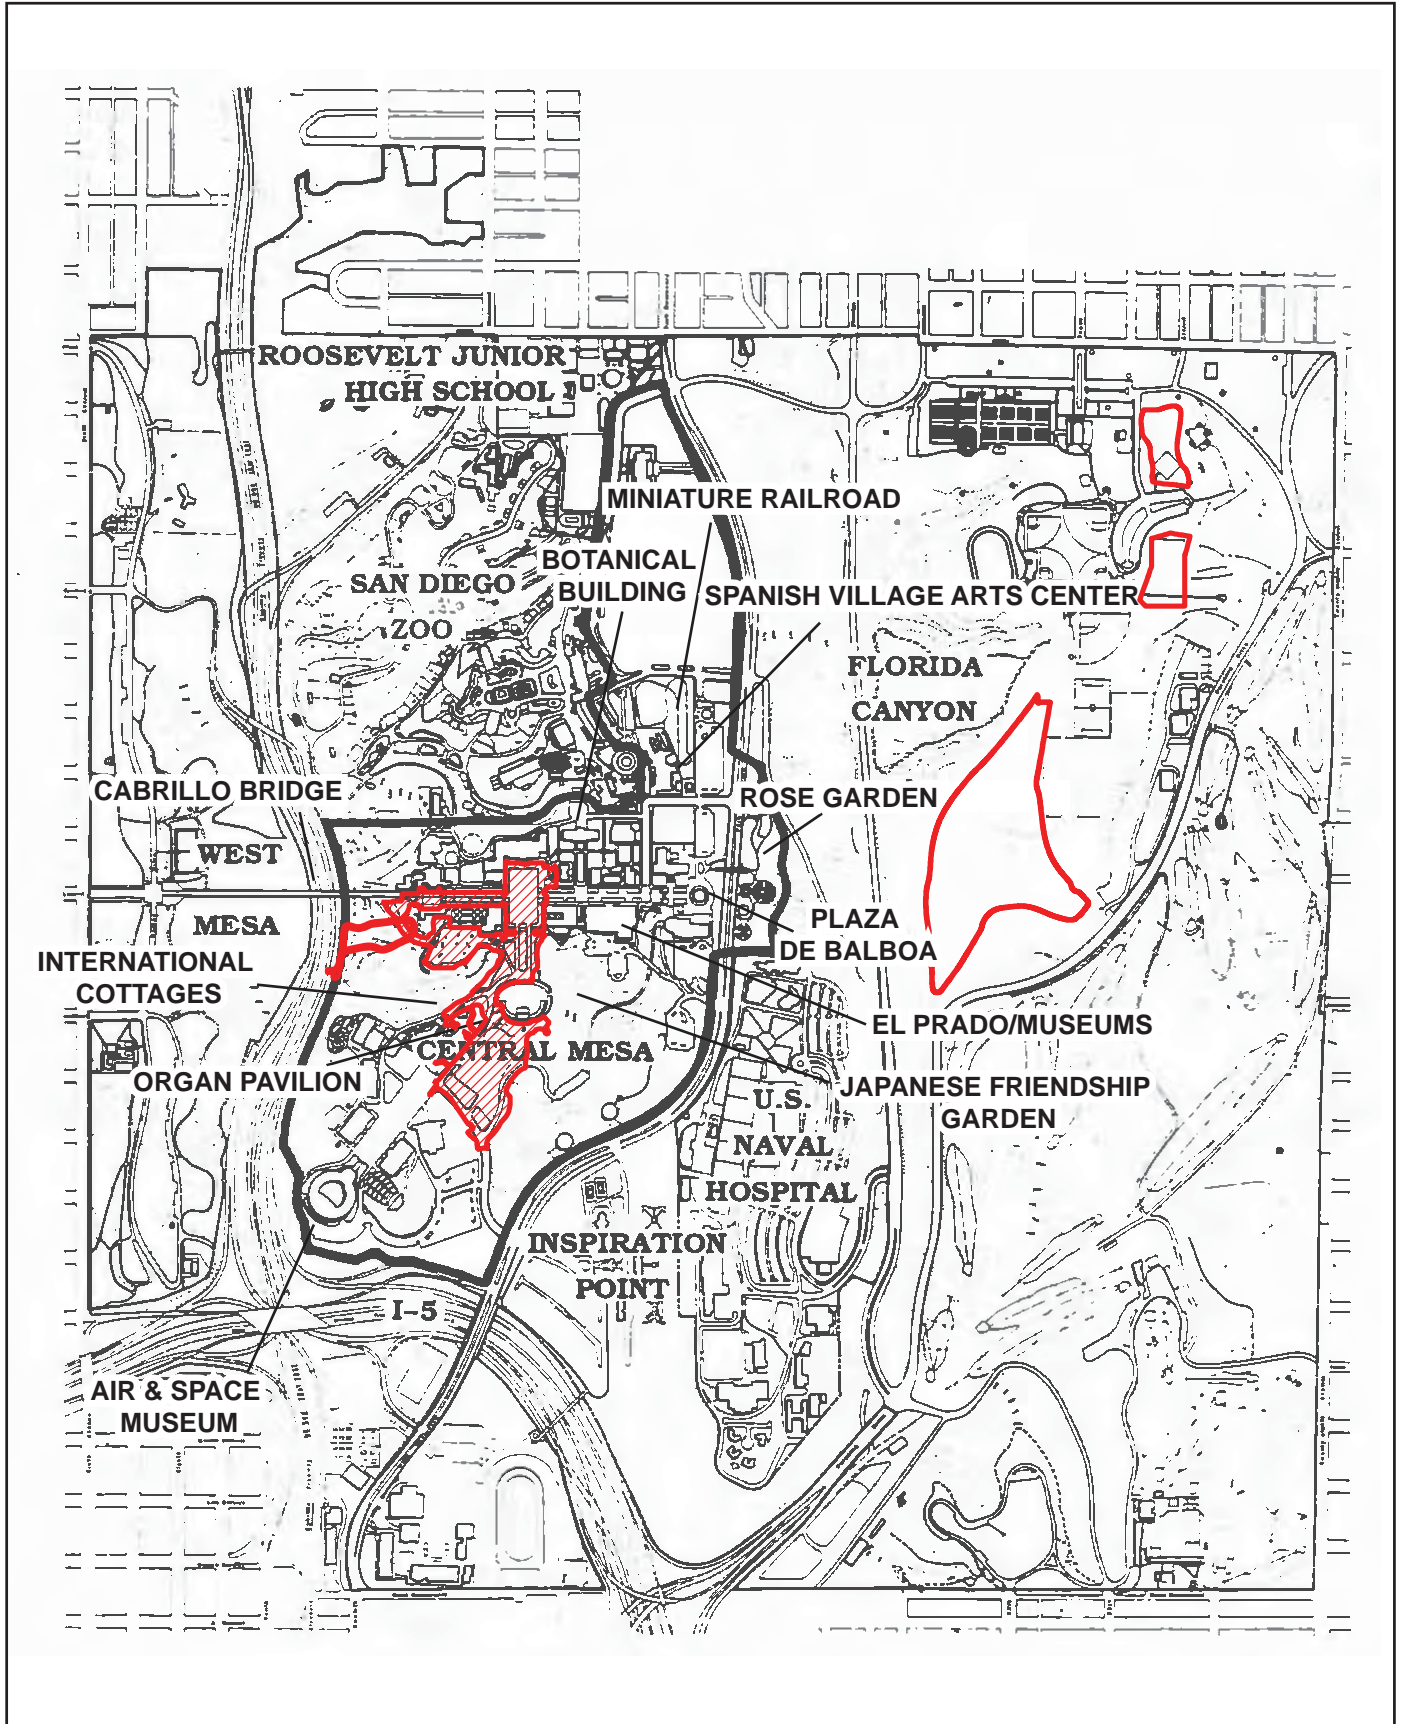 ROOSEVELT JUNIOR
HIGH SCHOOL
MINIATURE RAILROAD
BOTANICAL
BUILDING
SAN DIEGO
ZOO
SPANISH VILLAGE ARTS CENTER
FLORIDA
CANYON
CABRILLO BRIDGE
ROSE GARDEN
WEST
MESA
PLAZA
DE BALBOA
INTERNATIONAL
COTTAGES
EL PRADO/MUSEUMS
CENTRAL MESA
ORGAN PAVILION
JAPANESE FRIENDSHIP
GARDEN
U.S.
NAVAL
HOSPITAL
INSPIRATION
POINT
I-5
AIR & SPACE
MUSEUM